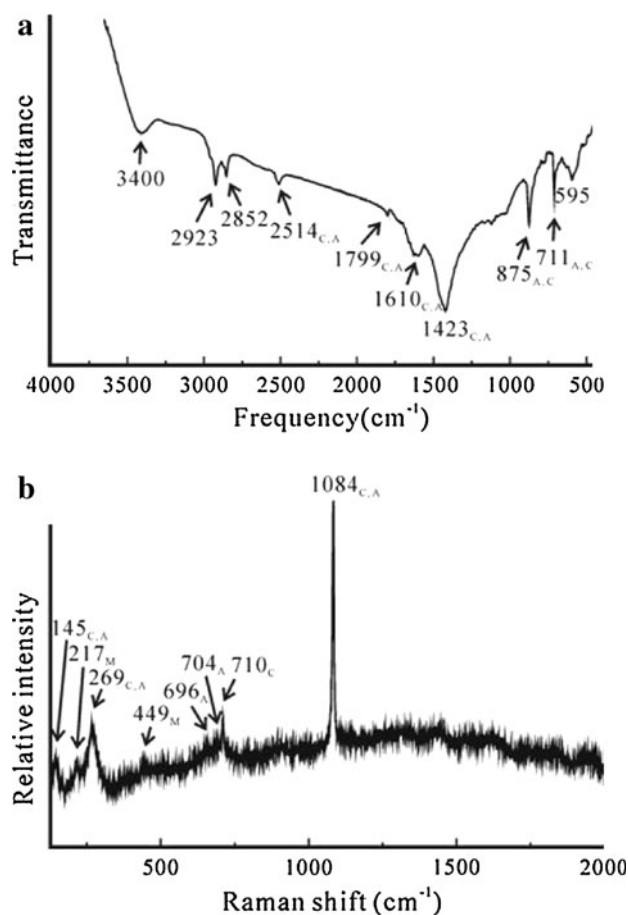 a
Transmittance
3400
2923
2852
2514C,A
1799C,A
1610C,A
1423C,A
875A,C
711A,C
595
4000 3500 3000 2500 2000 1500 1000 500
Frequency(cm-1)
b
Relative intensity
145C,A
217M
269C,A
449M
696A
704A
710C
1084C,A
500 1000 1500 2000
Raman shift (cm-1)